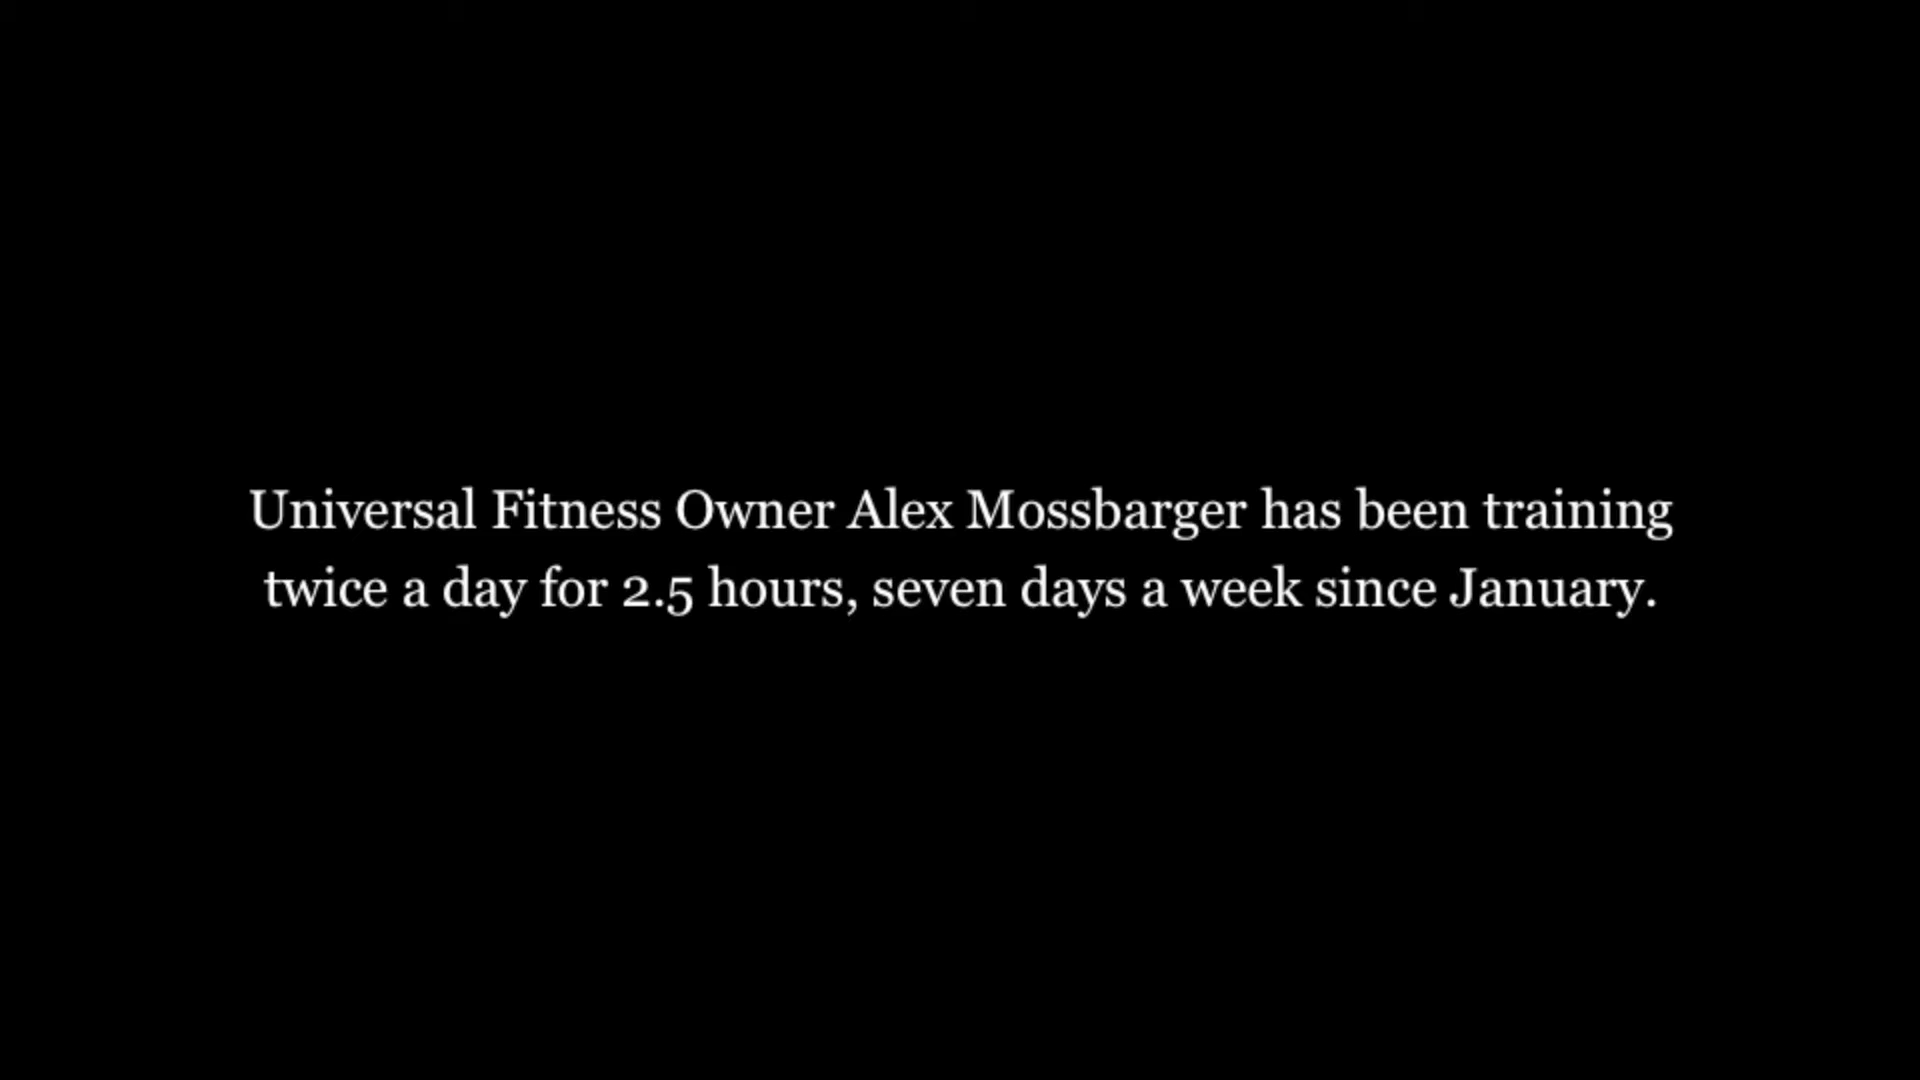 Universal Fitness Owner Alex Mossbarger has been training
twice a day for 2.5 hours, seven days a week since January.